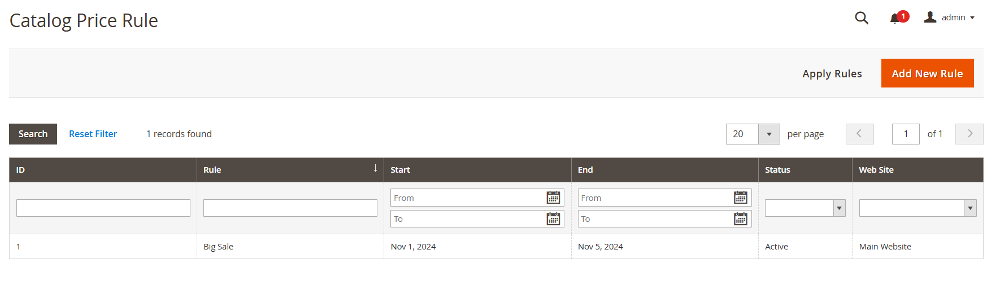 Catalog Price Rule
1
admin
Apply Rules
Add New Rule
Search
Reset Filter
1 records found
20
per page
1
of 1
ID
Rule
Start
End
Status
Web Site
From
From
To
To
1
Big Sale
Nov 1, 2024
Nov 5, 2024
Active
Main Website